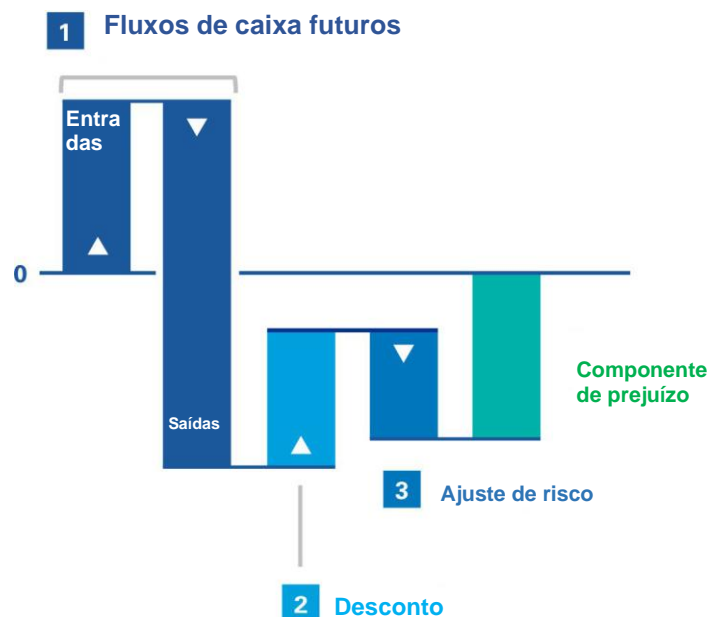 1 Fluxos de caixa futuros
Entra
das
0
Saídas
Componente
de prejuízo
3 Ajuste de risco
2 Desconto